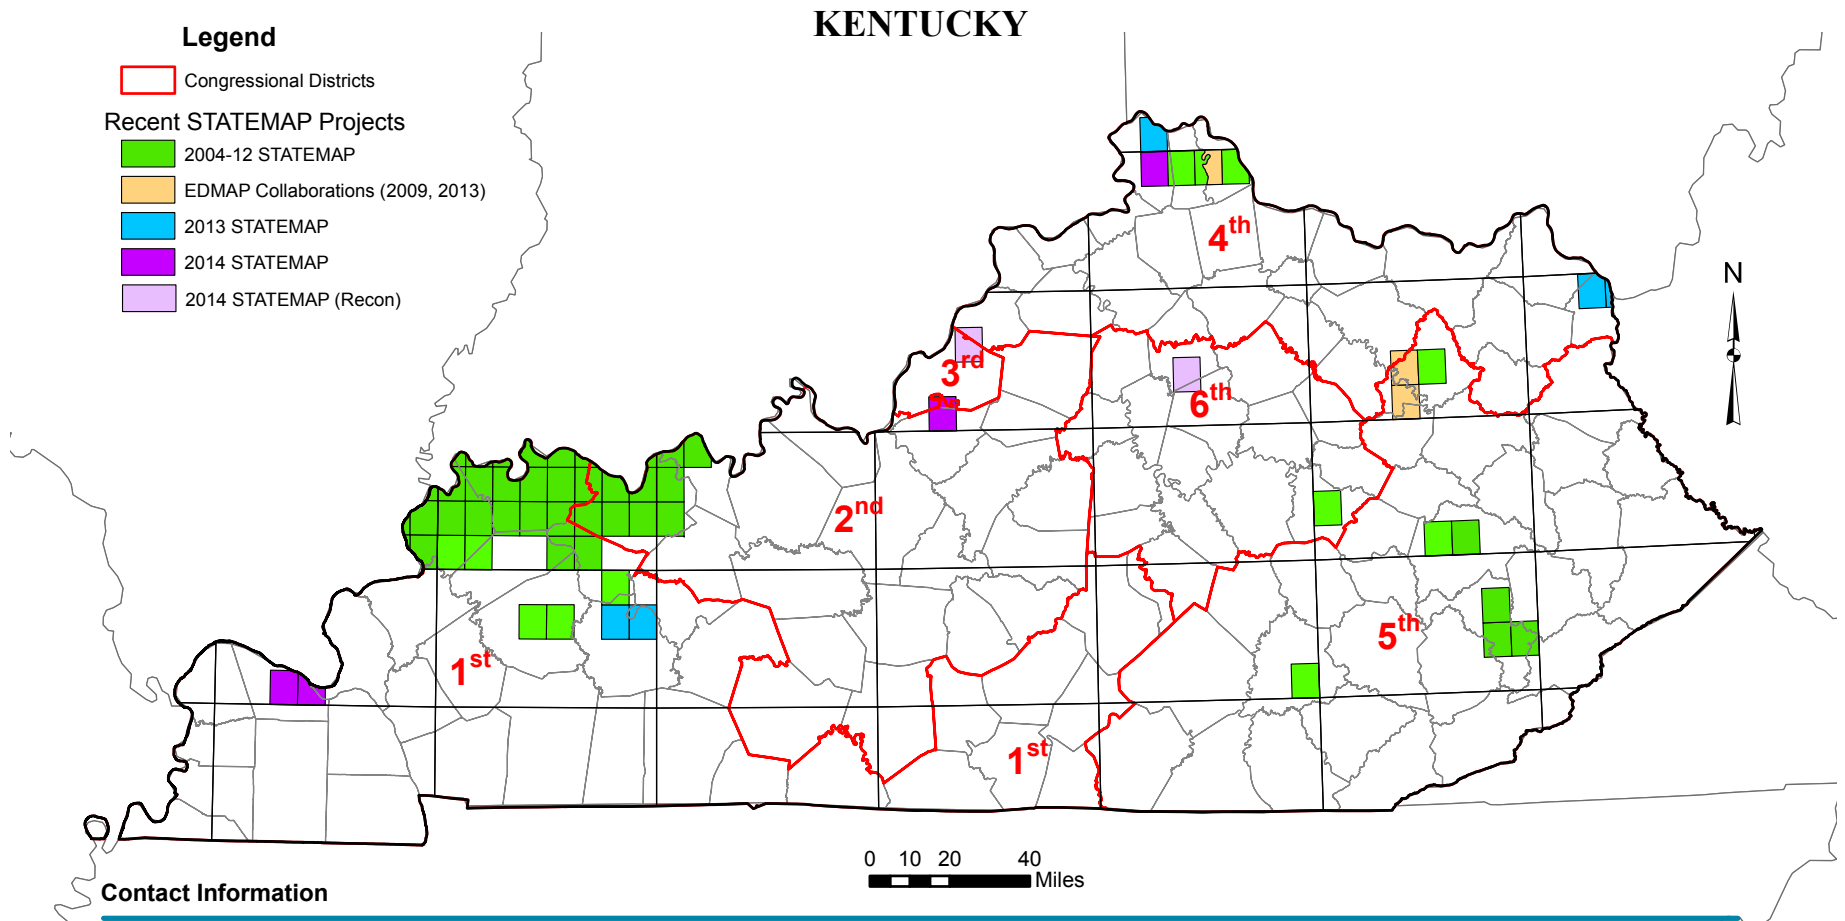 KENTUCKY
Legend
Congressional Districts
Recent STATEMAP Projects
2004-12 STATEMAP
EDMAP Collaborations (2009, 2013)
2013 STATEMAP
2014 STATEMAP
2014 STATEMAP (Recon)
4th
N
3rd
6th
2nd
5th
1st
1st
0 10 20 40
Miles
Contact Information